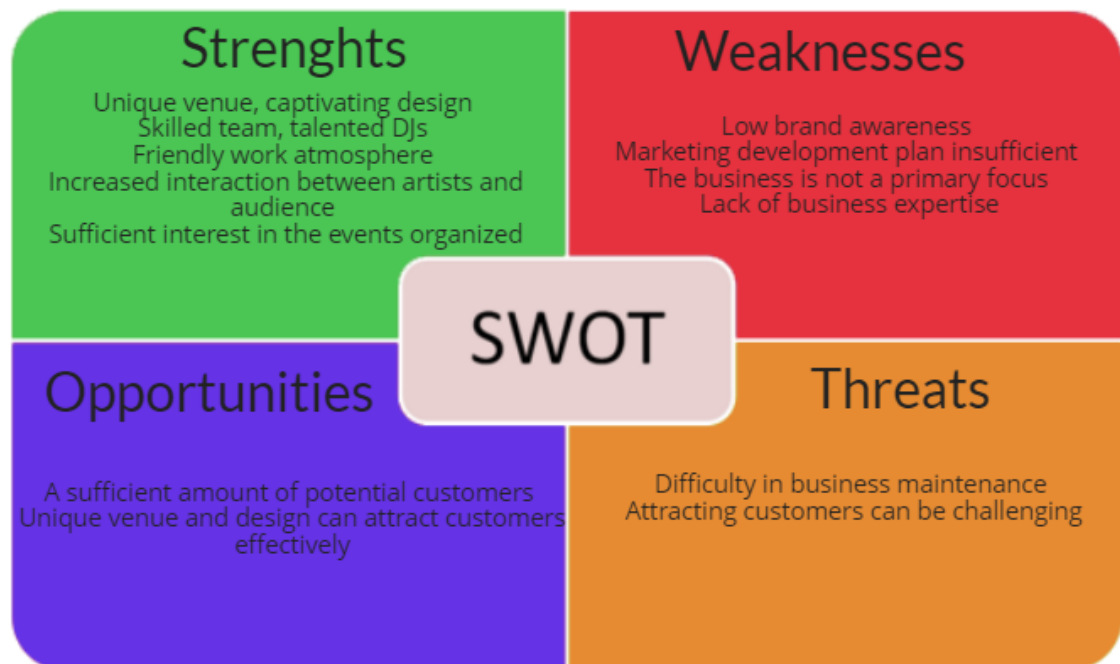 Strenghts
Unique venue, captivating design
Skilled team, talented DJs
Friendly work atmosphere
Increased interaction between artists and
audience
Sufficient interest in the events organized
Weaknesses
Low brand awareness
Marketing development plan insufficient
The business is not a primary focus
Lack of business expertise
SWOT
Opportunities
A sufficient amount of potential customers
Unique venue and design can attract customers
effectively
Threats
Difficulty in business maintenance
Attracting customers can be challenging